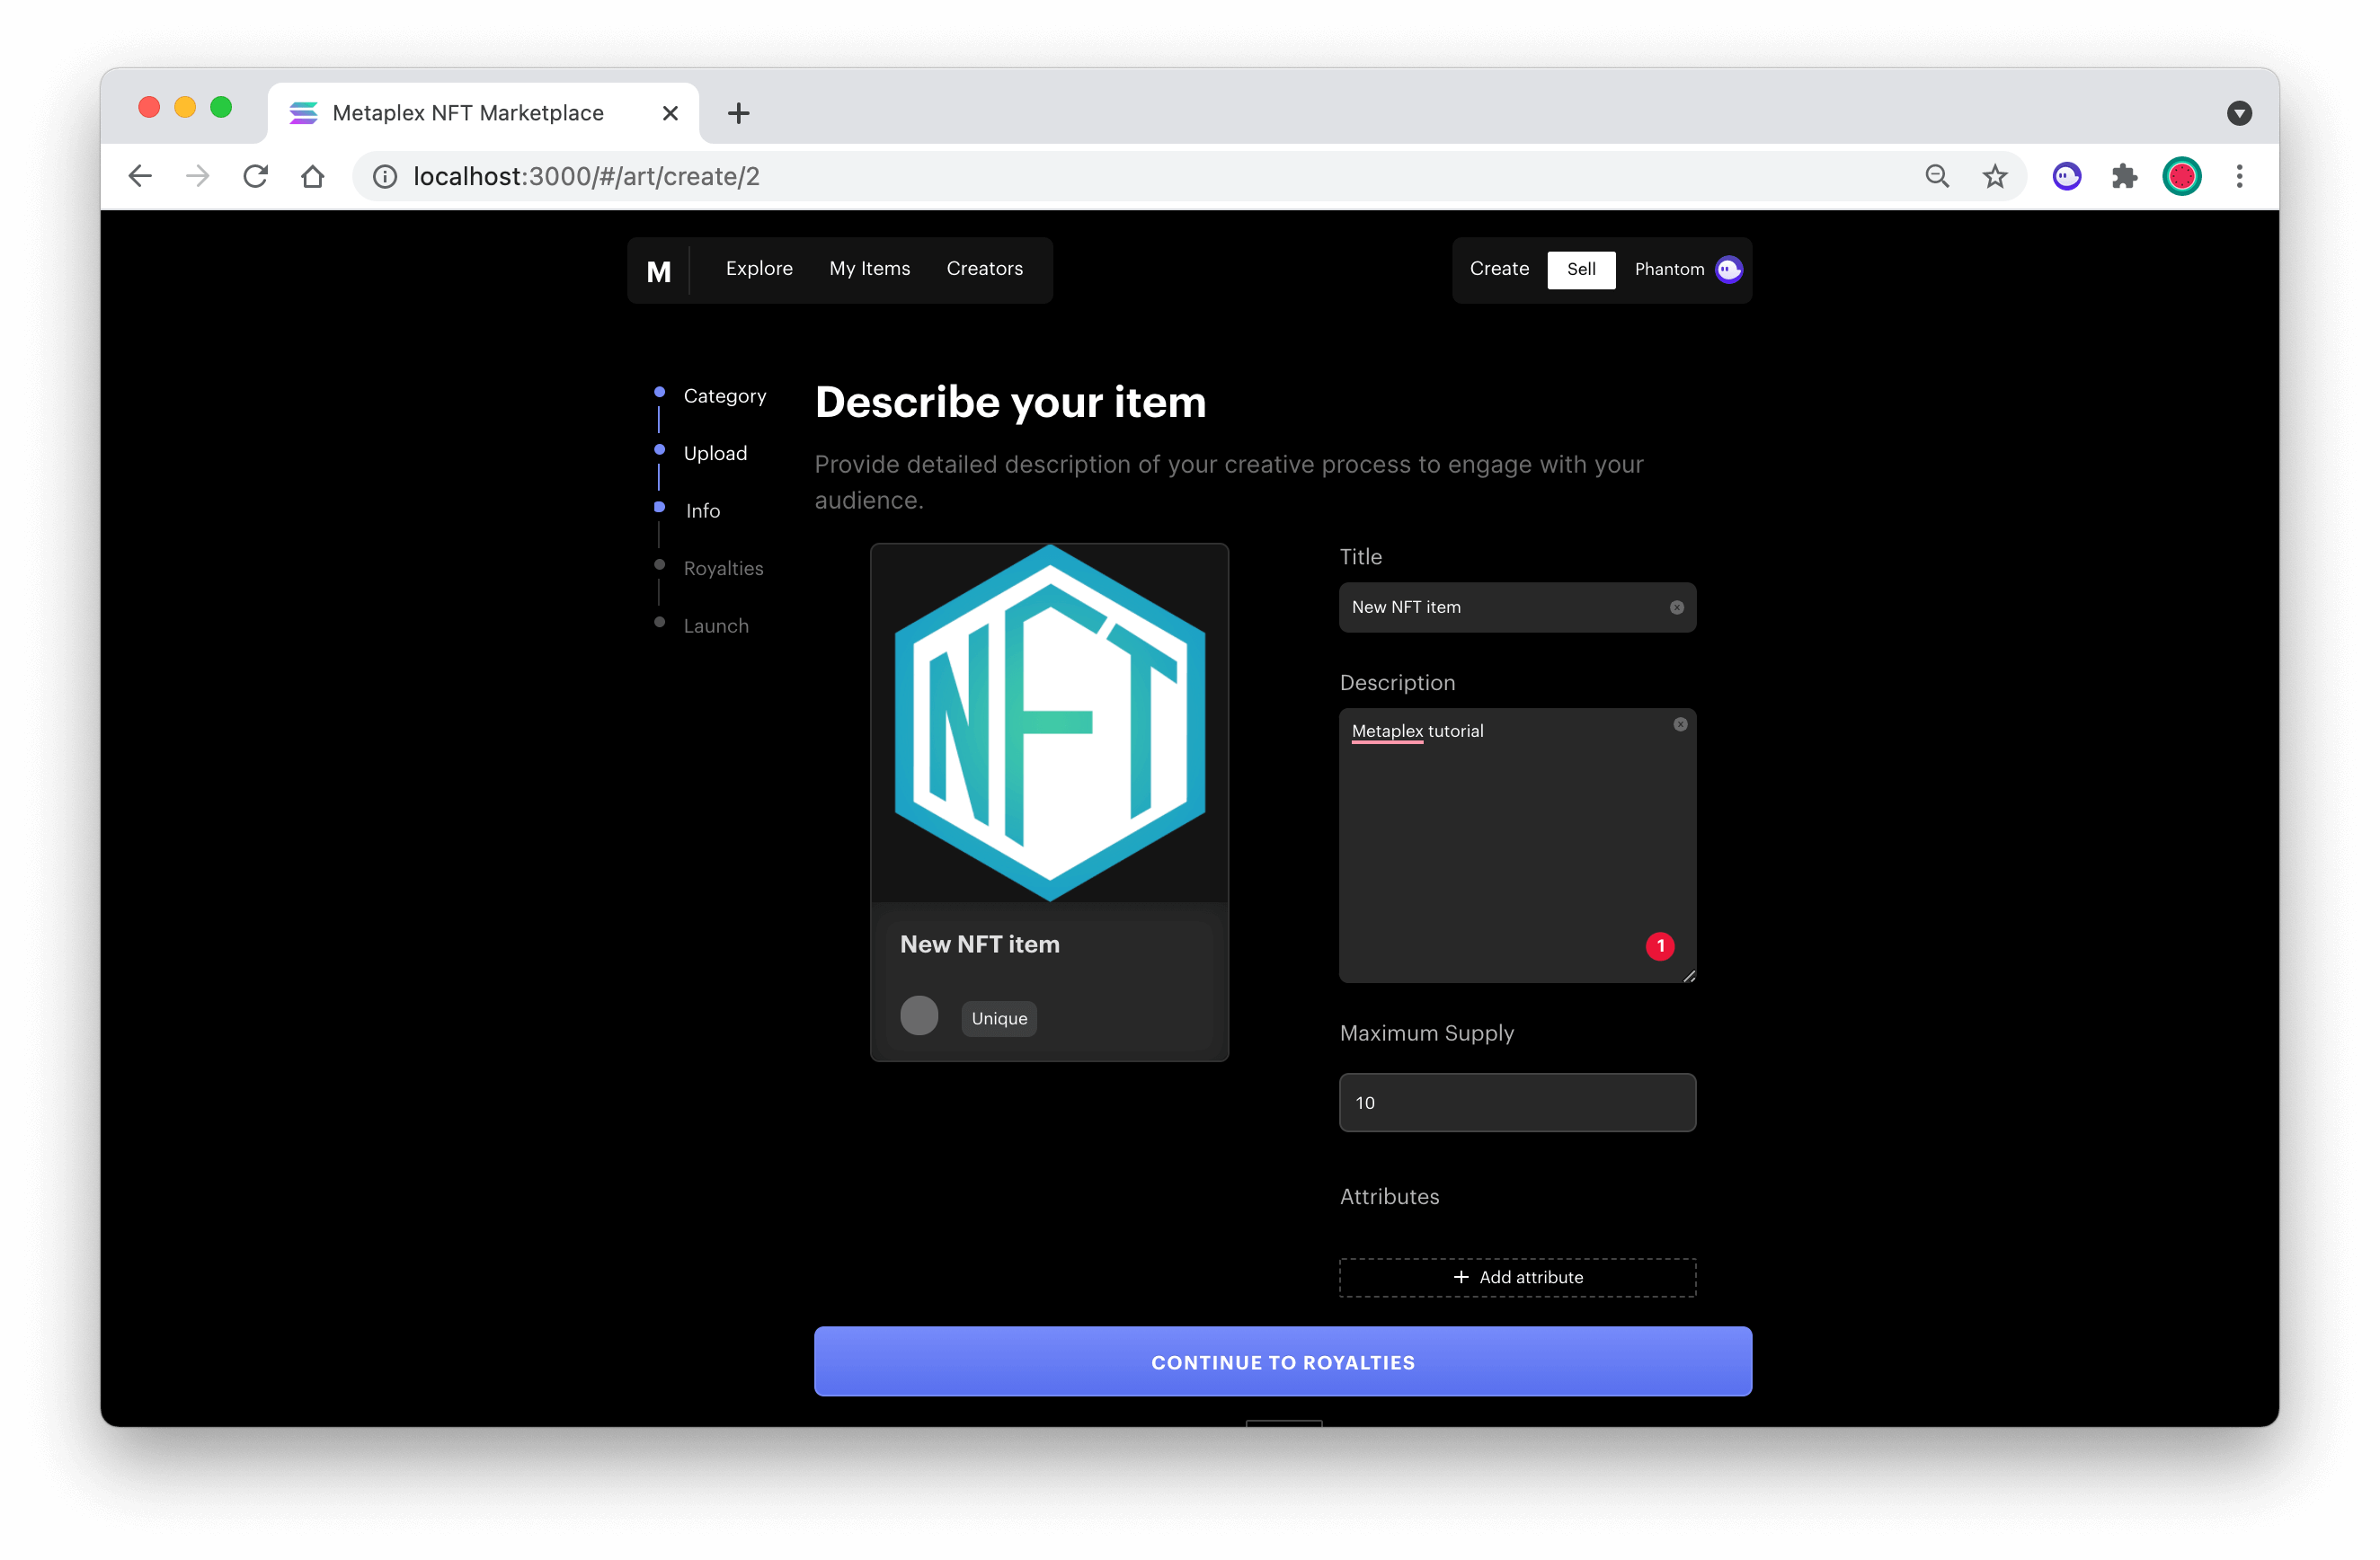 Metaplex NFT Marketplace
localhost:3000/#/art/create/2
M Explore My Items Creators
Create Sell Phantom
Category
Upload
Info
Royalties
Launch
Describe your item
Provide detailed description of your creative process to engage with your
audience.
NFT
New NFT item
Unique
Title
New NFT item
Description
Metaplex tutorial
1
Maximum Supply
10
Attributes
+ Add attribute
CONTINUE TO ROYALTIES